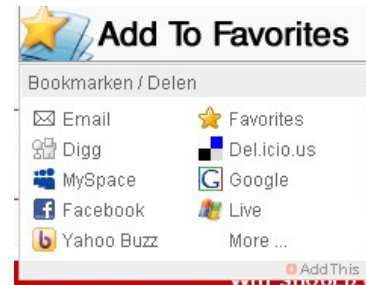 Add To Favorites
Bookmarken / Delen
Email Favorites
Digg Del.icio.us
MySpace Google
Facebook Live
Yahoo Buzz More ...
AddThis